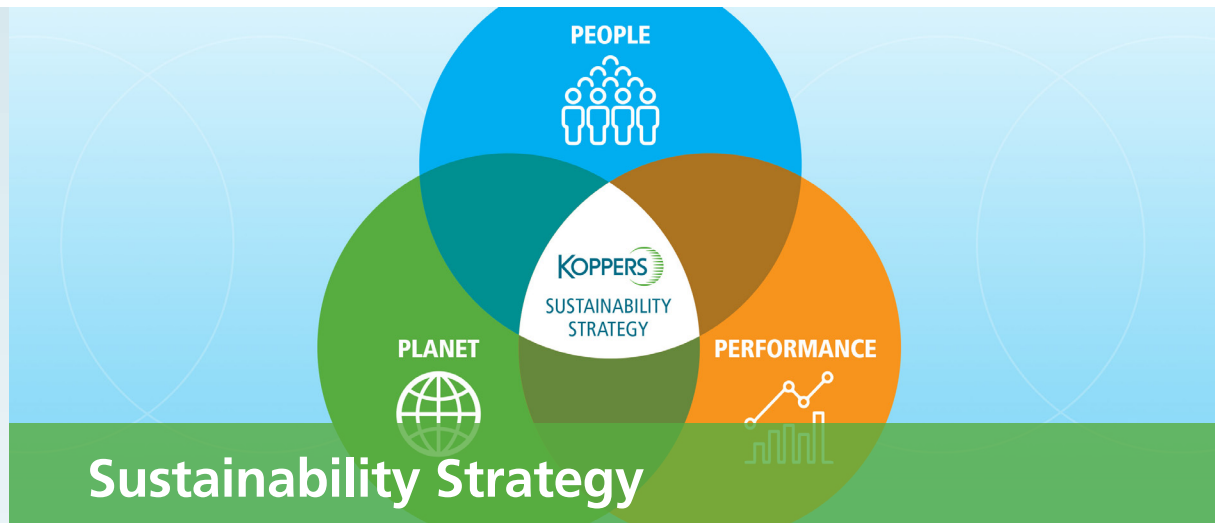 PEOPLE
KOPPERS
SUSTAINABILITY
STRATEGY
PLANET
PERFORMANCE
Sustainability Strategy